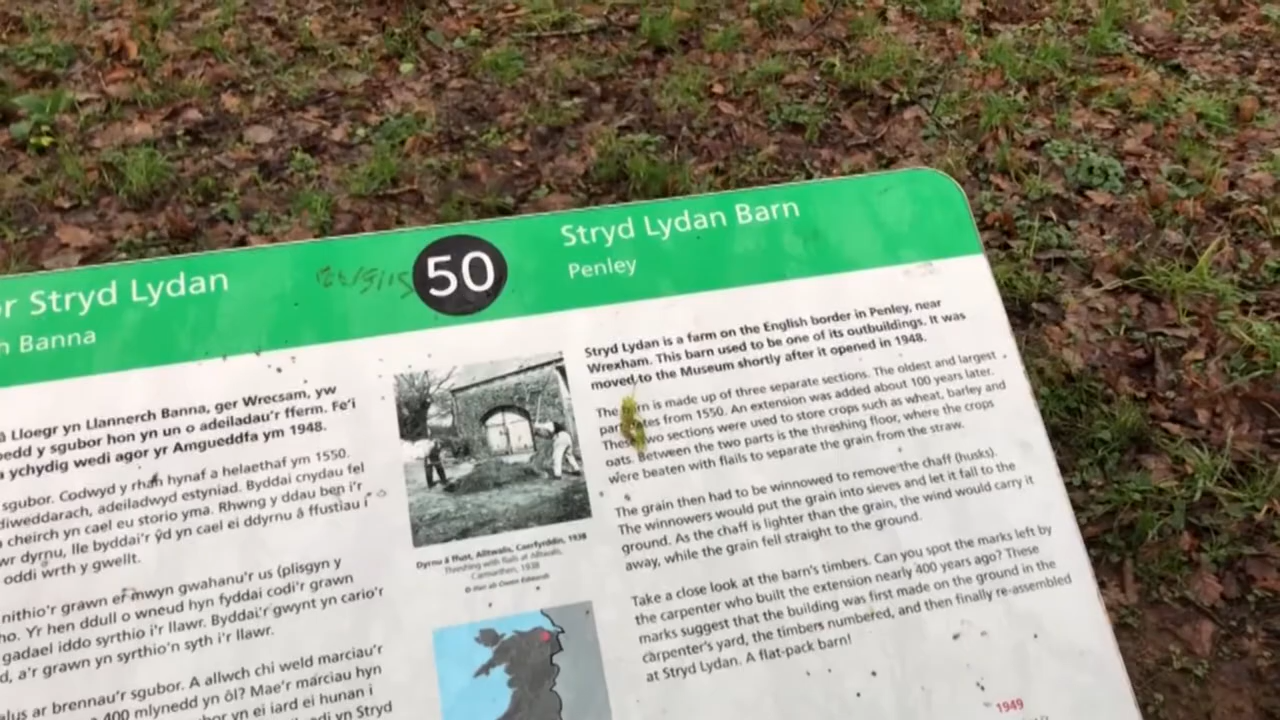 r Stryd Lydan
Banna
50
Stryd Lydan Barn
Penley
Lloegr yn Llannerch Banna, ger Wrecsam, yw
bedd y sgubor hon yn un o adeiladau'r fferm. Fe'i
ychydig wedi agor yr Amgueddfa ym 1948.
sgubor. Codwyd y rhan hynaf a helaethaf ym 1550.
diweddarach, adeiladwyd estyniad. Byddai cnydau fel
cheirch yn cael eu storio yma. Rhwng y ddau ben i'r
wr dyrnu, lle byddai'r ŷd yn cael ei ddyrnu â ffustiau i
oddi wrth y gwellt.
nithio'r grawn er mwyn gwahanu'r us (plisgyn y
ho. Yr hen ddull o wneud hyn fyddai codi'r grawn
gadael iddo syrthio i'r llawr. Byddai'r gwynt yn cario'r
d, a'r grawn yn syrthio'n syth i'r llawr.
alus ar brennau'r sgubor. A allwch chi weld marciau'r
400 mlynedd yn ôl? Mae'r marciau hyn
bor yn ei iard ei hunan i
yn Stryd
Dyrnu â ffust, Alltwalis, Caerfyrddin, 1938
Threshing with flails at Alltwalis,
Carmarthen, 1938
Stryd Lydan is a farm on the English border in Penley, near
Wrexham. This barn used to be one of its outbuildings. It was
moved to the Museum shortly after it opened in 1948.
The barn is made up of three separate sections. The oldest and largest
part dates from 1550. An extension was added about 100 years later.
These two sections were used to store crops such as wheat, barley and
oats. Between the two parts is the threshing floor, where the crops
were beaten with flails to separate the grain from the straw.
The grain then had to be winnowed to remove the chaff (husks).
The winnowers would put the grain into sieves and let it fall to the
ground. As the chaff is lighter than the grain, the wind would carry it
away, while the grain fell straight to the ground.
Take a close look at the barn's timbers. Can you spot the marks left by
the carpenter who built the extension nearly 400 years ago? These
marks suggest that the building was first made on the ground in the
carpenter's yard, the timbers numbered, and then finally re-assembled
at Stryd Lydan. A flat-pack barn!
1949